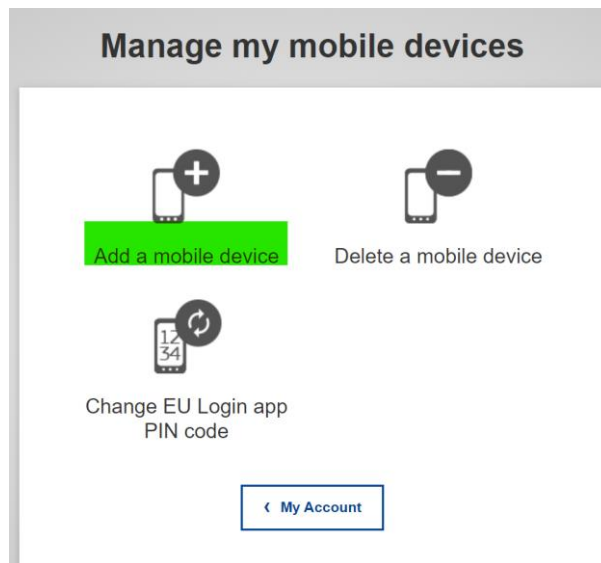 Manage my mobile devices
Add a mobile device
Delete a mobile device
12
34
Change EU Login app
PIN code
‹ My Account